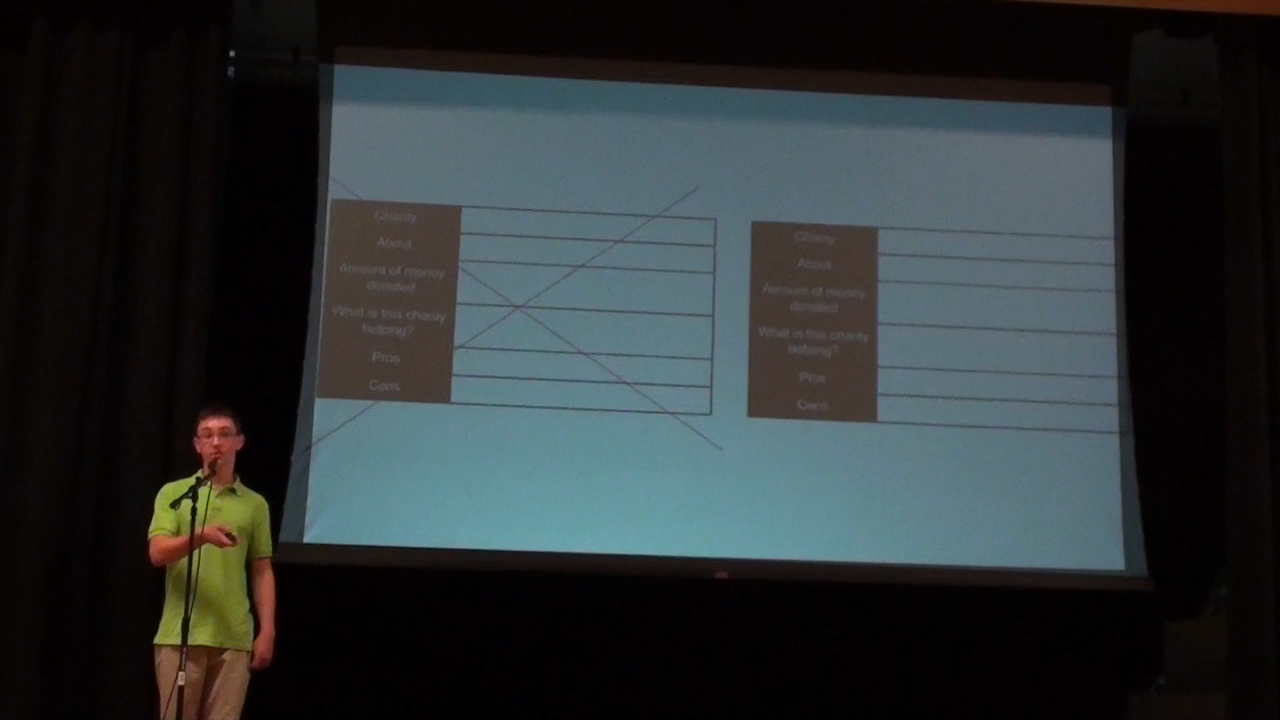 Charity
About
Amount of money
donated
What is this charity
helping?
Pros
Cons
Charity
About
Amount of money
donated
What is this charity
helping?
Pros
Cons